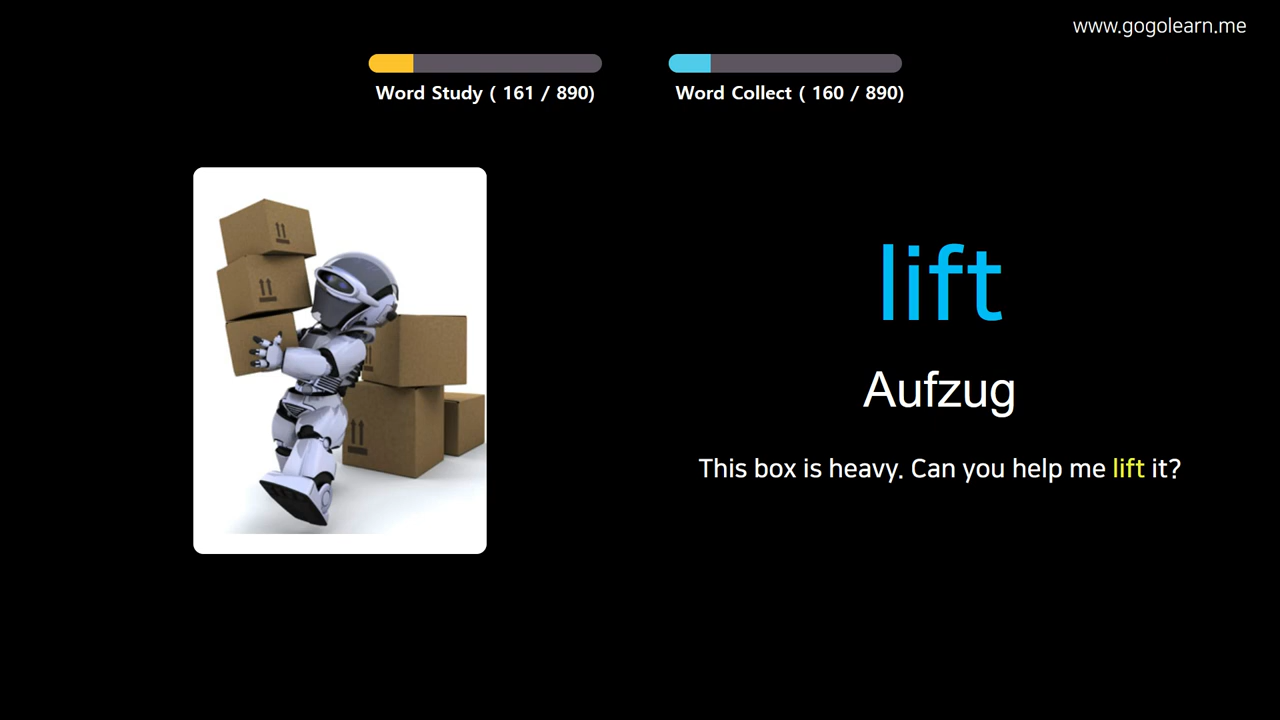 www.gogolearn.me
Word Study ( 161 / 890)
Word Collect ( 160 / 890)
lift
Aufzug
This box is heavy. Can you help me lift it?